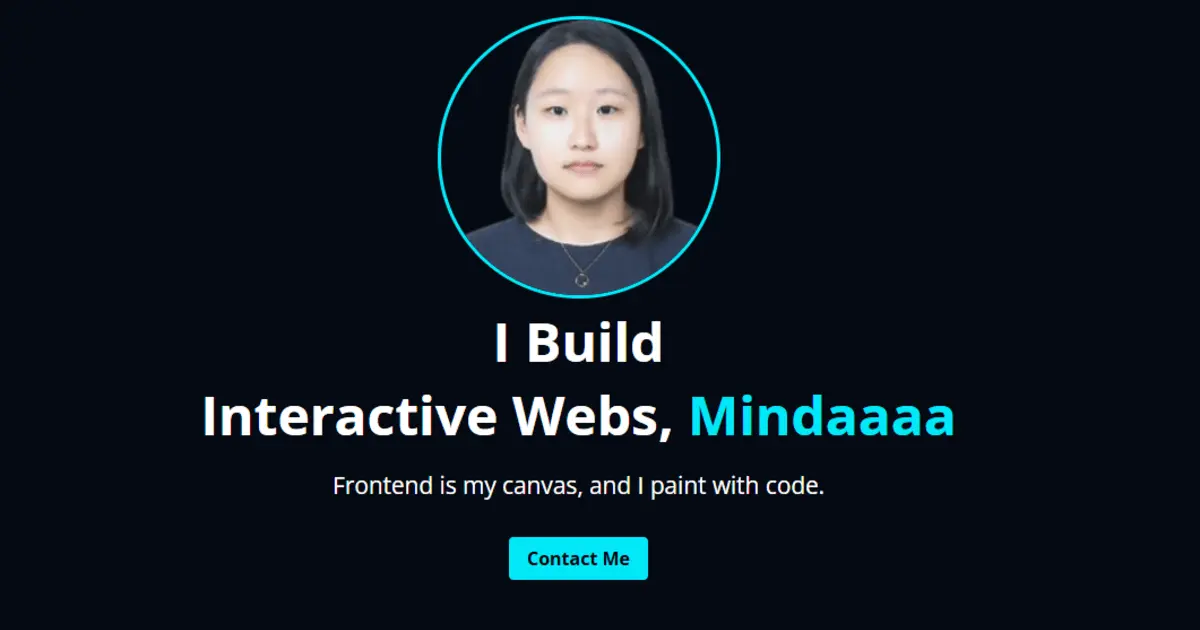 I Build
Interactive Webs, Mindaaaa
Frontend is my canvas, and I paint with code.
Contact Me